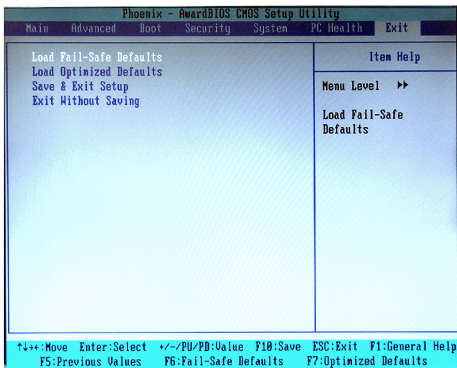 Phoenix - AwardBIOS CMOS Setup Utility
Main Advanced Boot Security System PC Health Exit
Load Fail-Safe Defaults
Load Optimized Defaults
Save & Exit Setup
Exit Without Saving
Item Help
Menu Level ▶▶
Load Fail-Safe
Defaults
↑↓→←:Move Enter:Select +/-/PU/PD:Value F10:Save ESC:Exit F1:General Help
F5:Previous Values F6:Fail-Safe Defaults F7:Optimized Defaults